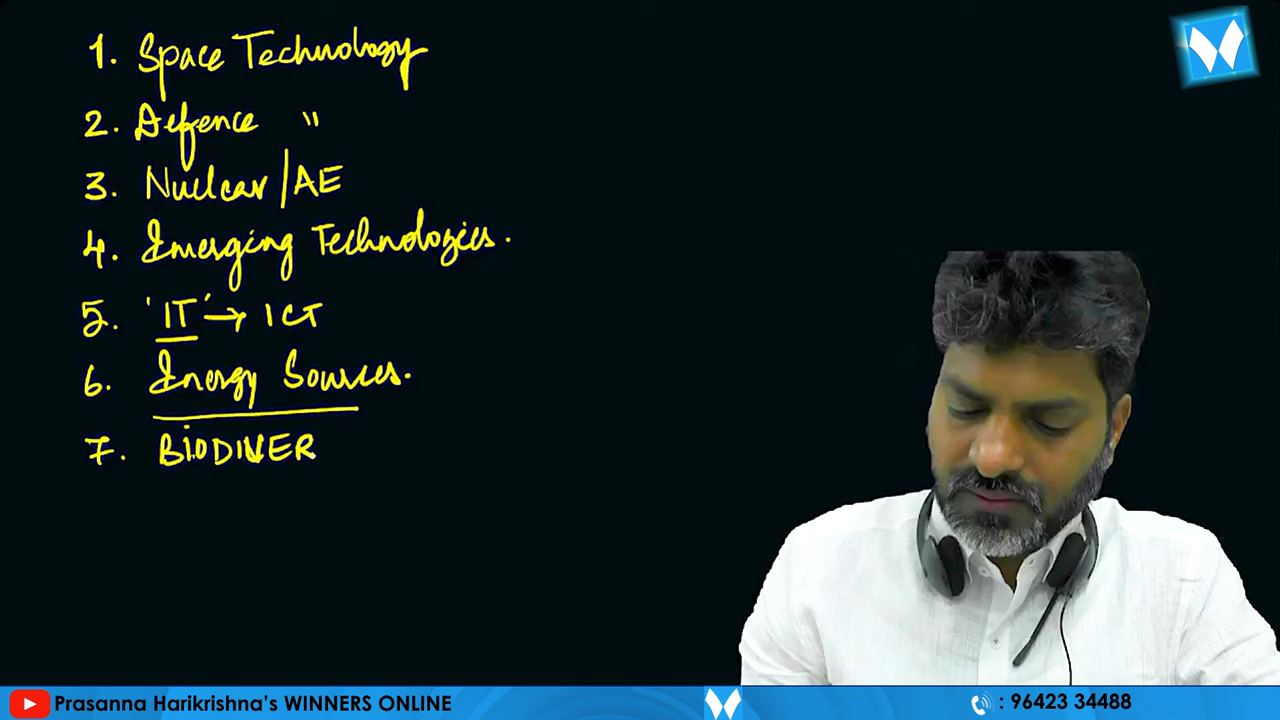 1. Space Technology
2. Defence "
3. Nuclear/AE
4. Emerging Technologies.
5. 'IT' → ICT
6. Energy Sources.
7. BIODIVER
Prasanna Harikrishna's WINNERS ONLINE
: 96423 34488